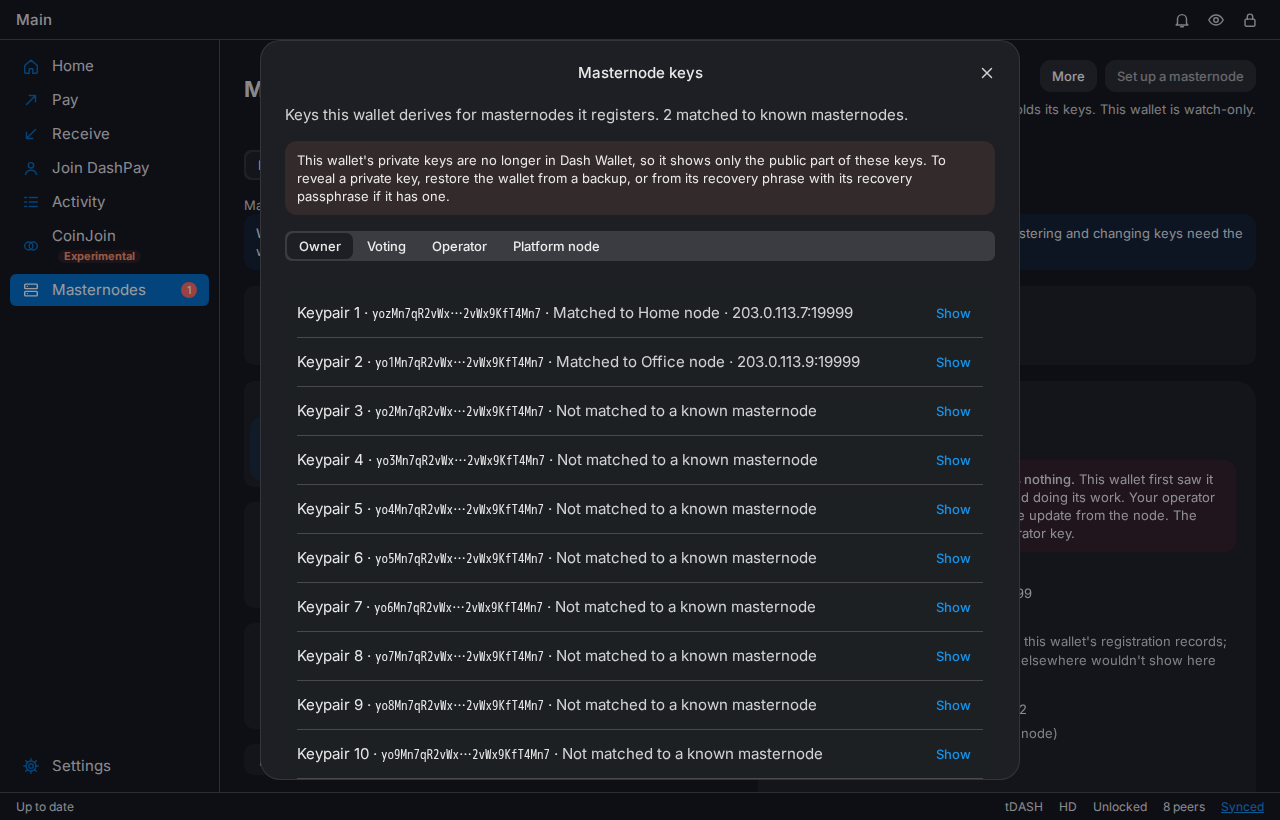 Main
Home
Pay
Receive
Join DashPay
Activity
CoinJoin
Experimental
Masternodes
1
Settings
More
Set up a masternode
Masternode keys
Keys this wallet derives for masternodes it registers. 2 matched to known masternodes.
This wallet's private keys are no longer in Dash Wallet, so it shows only the public part of these keys. To
reveal a private key, restore the wallet from a backup, or from its recovery phrase with its recovery
passphrase if it has one.
Owner
Voting
Operator
Platform node
Keypair 1 · yozMn7qR2vWx⋯2vWx9KfT4Mn7 · Matched to Home node · 203.0.113.7:19999
Show
Keypair 2 · yo1Mn7qR2vWx⋯2vWx9KfT4Mn7 · Matched to Office node · 203.0.113.9:19999
Show
Keypair 3 · yo2Mn7qR2vWx⋯2vWx9KfT4Mn7 · Not matched to a known masternode
Show
Keypair 4 · yo3Mn7qR2vWx⋯2vWx9KfT4Mn7 · Not matched to a known masternode
Show
Keypair 5 · yo4Mn7qR2vWx⋯2vWx9KfT4Mn7 · Not matched to a known masternode
Show
Keypair 6 · yo5Mn7qR2vWx⋯2vWx9KfT4Mn7 · Not matched to a known masternode
Show
Keypair 7 · yo6Mn7qR2vWx⋯2vWx9KfT4Mn7 · Not matched to a known masternode
Show
Keypair 8 · yo7Mn7qR2vWx⋯2vWx9KfT4Mn7 · Not matched to a known masternode
Show
Keypair 9 · yo8Mn7qR2vWx⋯2vWx9KfT4Mn7 · Not matched to a known masternode
Show
Keypair 10 · yo9Mn7qR2vWx⋯2vWx9KfT4Mn7 · Not matched to a known masternode
Show
its keys. This wallet is watch-only.
and changing keys need the
nothing. This wallet first saw it
doing its work. Your operator
update from the node. The
key.
this wallet's registration records;
elsewhere wouldn't show here
node)
Up to date
tDASH
HD
Unlocked
8 peers
Synced